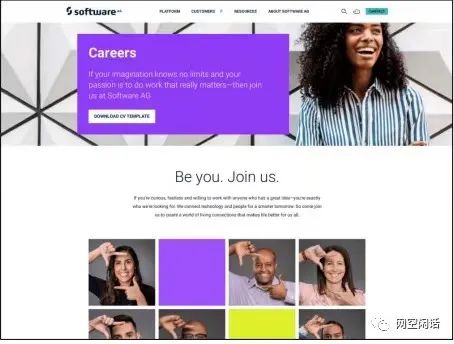 software AG
PLATFORM CUSTOMERS RESOURCES ABOUT SOFTWARE AG CONTACT
Careers
If your imagination knows no limits and your
passion is to do work that really matters—then join
us at Software AG
DOWNLOAD CV TEMPLATE
Be you. Join us.
If you're curious, fearless and willing to work with anyone who has a great idea—you're exactly
who we're looking for. We connect technology and people for a smarter tomorrow. So come join
us to create a world of living connections that makes life better for us all.
网空闲话